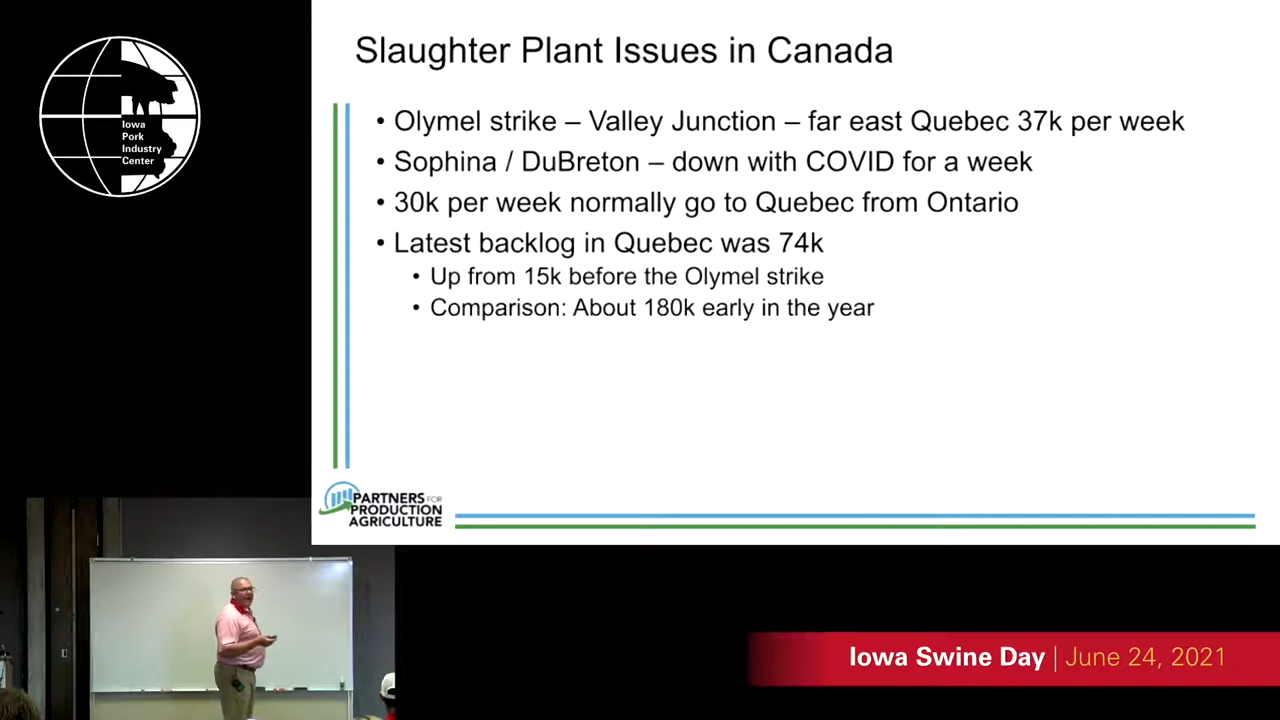 Iowa
Pork
Industry
Center
Slaughter Plant Issues in Canada
• Olymel strike – Valley Junction – far east Quebec 37k per week
• Sophina / DuBreton – down with COVID for a week
• 30k per week normally go to Quebec from Ontario
• Latest backlog in Quebec was 74k
• Up from 15k before the Olymel strike
• Comparison: About 180k early in the year
PARTNERS FOR
PRODUCTION
AGRICULTURE
Iowa Swine Day | June 24, 2021